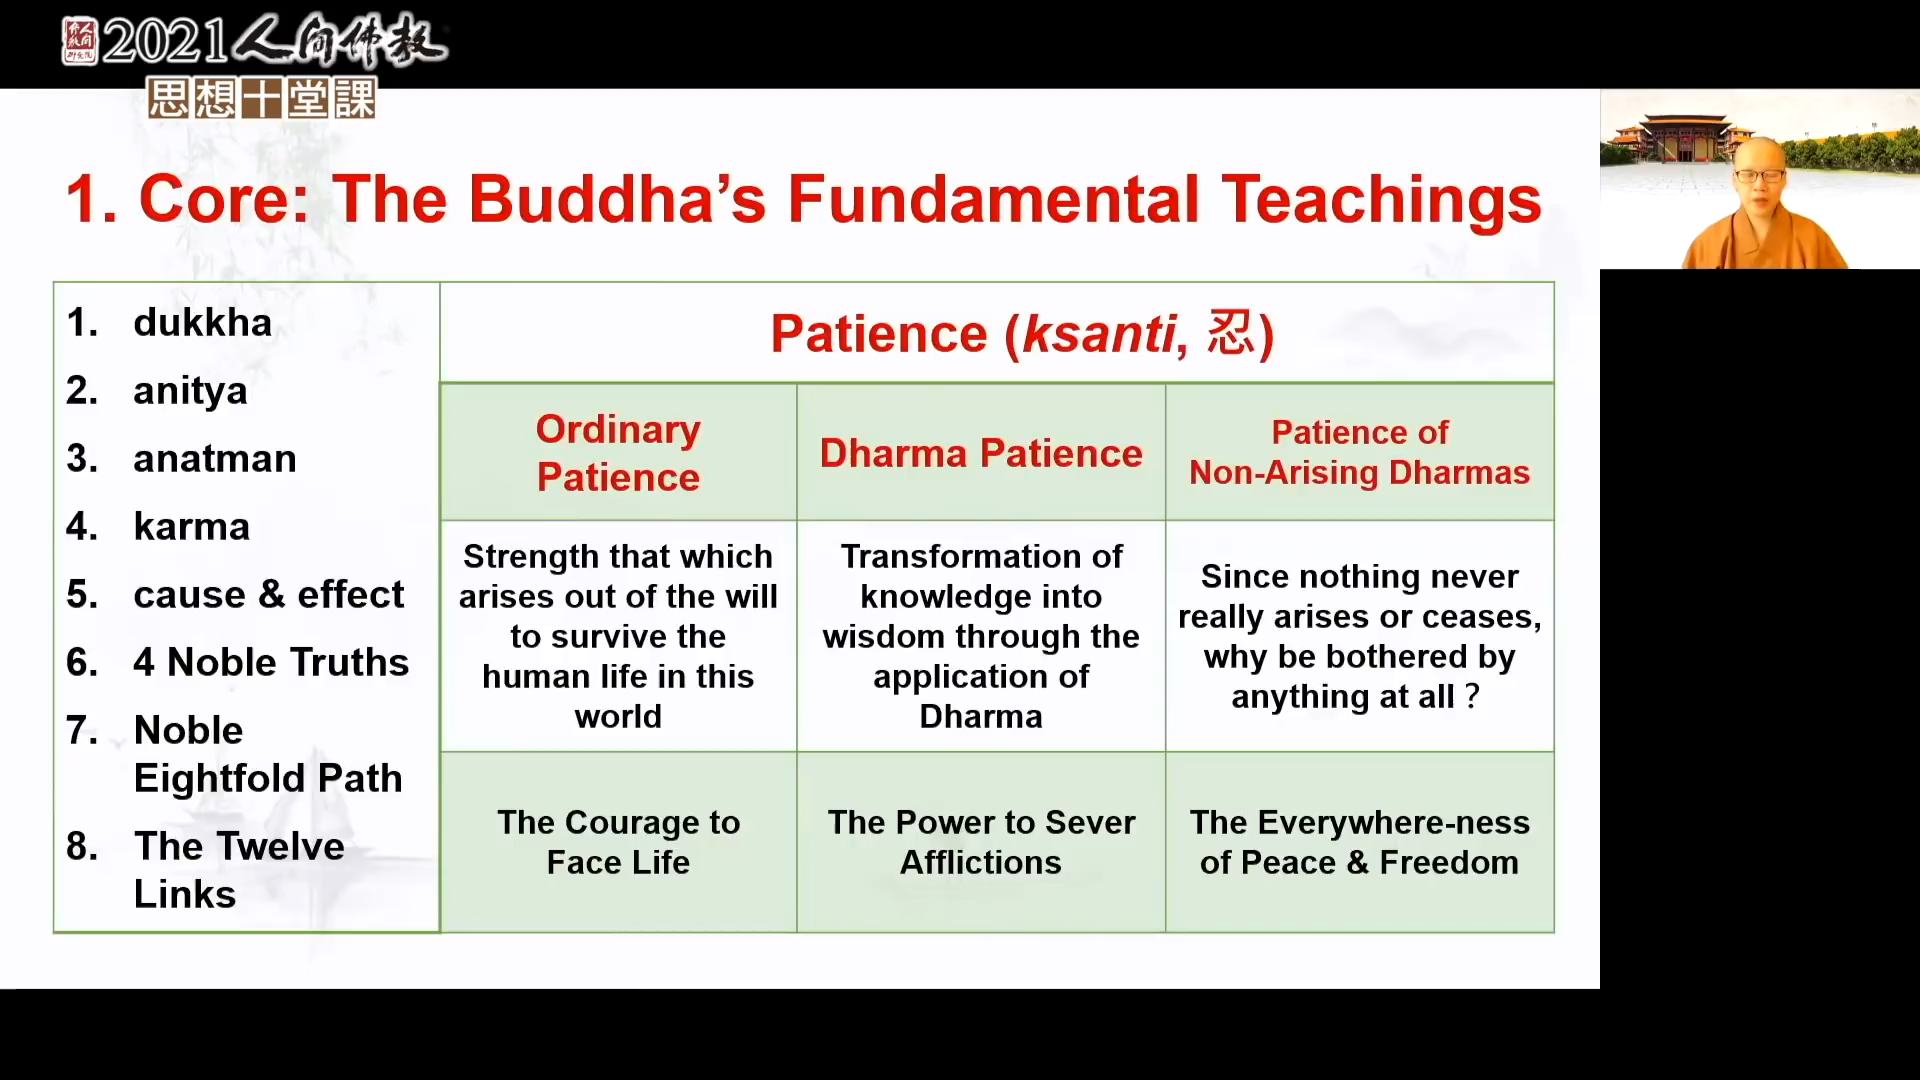 2021人间佛教
思想十堂課
1. Core: The Buddha’s Fundamental Teachings
1. dukkha
2. anitya
3. anatman
4. karma
5. cause & effect
6. 4 Noble Truths
7. Noble
Eightfold Path
8. The Twelve
Links
Patience (ksanti, 忍)
Ordinary
Patience
Dharma Patience
Patience of
Non-Arising Dharmas
Strength that which
arises out of the will
to survive the
human life in this
world
Transformation of
knowledge into
wisdom through the
application of
Dharma
Since nothing never
really arises or ceases,
why be bothered by
anything at all？
The Courage to
Face Life
The Power to Sever
Afflictions
The Everywhere-ness
of Peace & Freedom